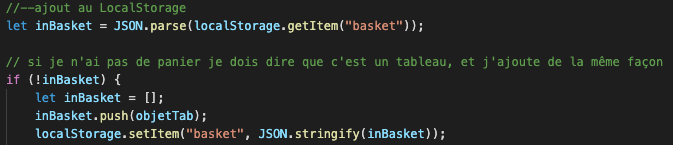 //--ajout au LocalStorage
let inBasket = JSON.parse(localStorage.getItem("basket"));
// si je n'ai pas de panier je dois dire que c'est un tableau, et j'ajoute de la même façon
if (!inBasket) {
let inBasket = [];
inBasket.push(objetTab);
localStorage.setItem("basket", JSON.stringify(inBasket));